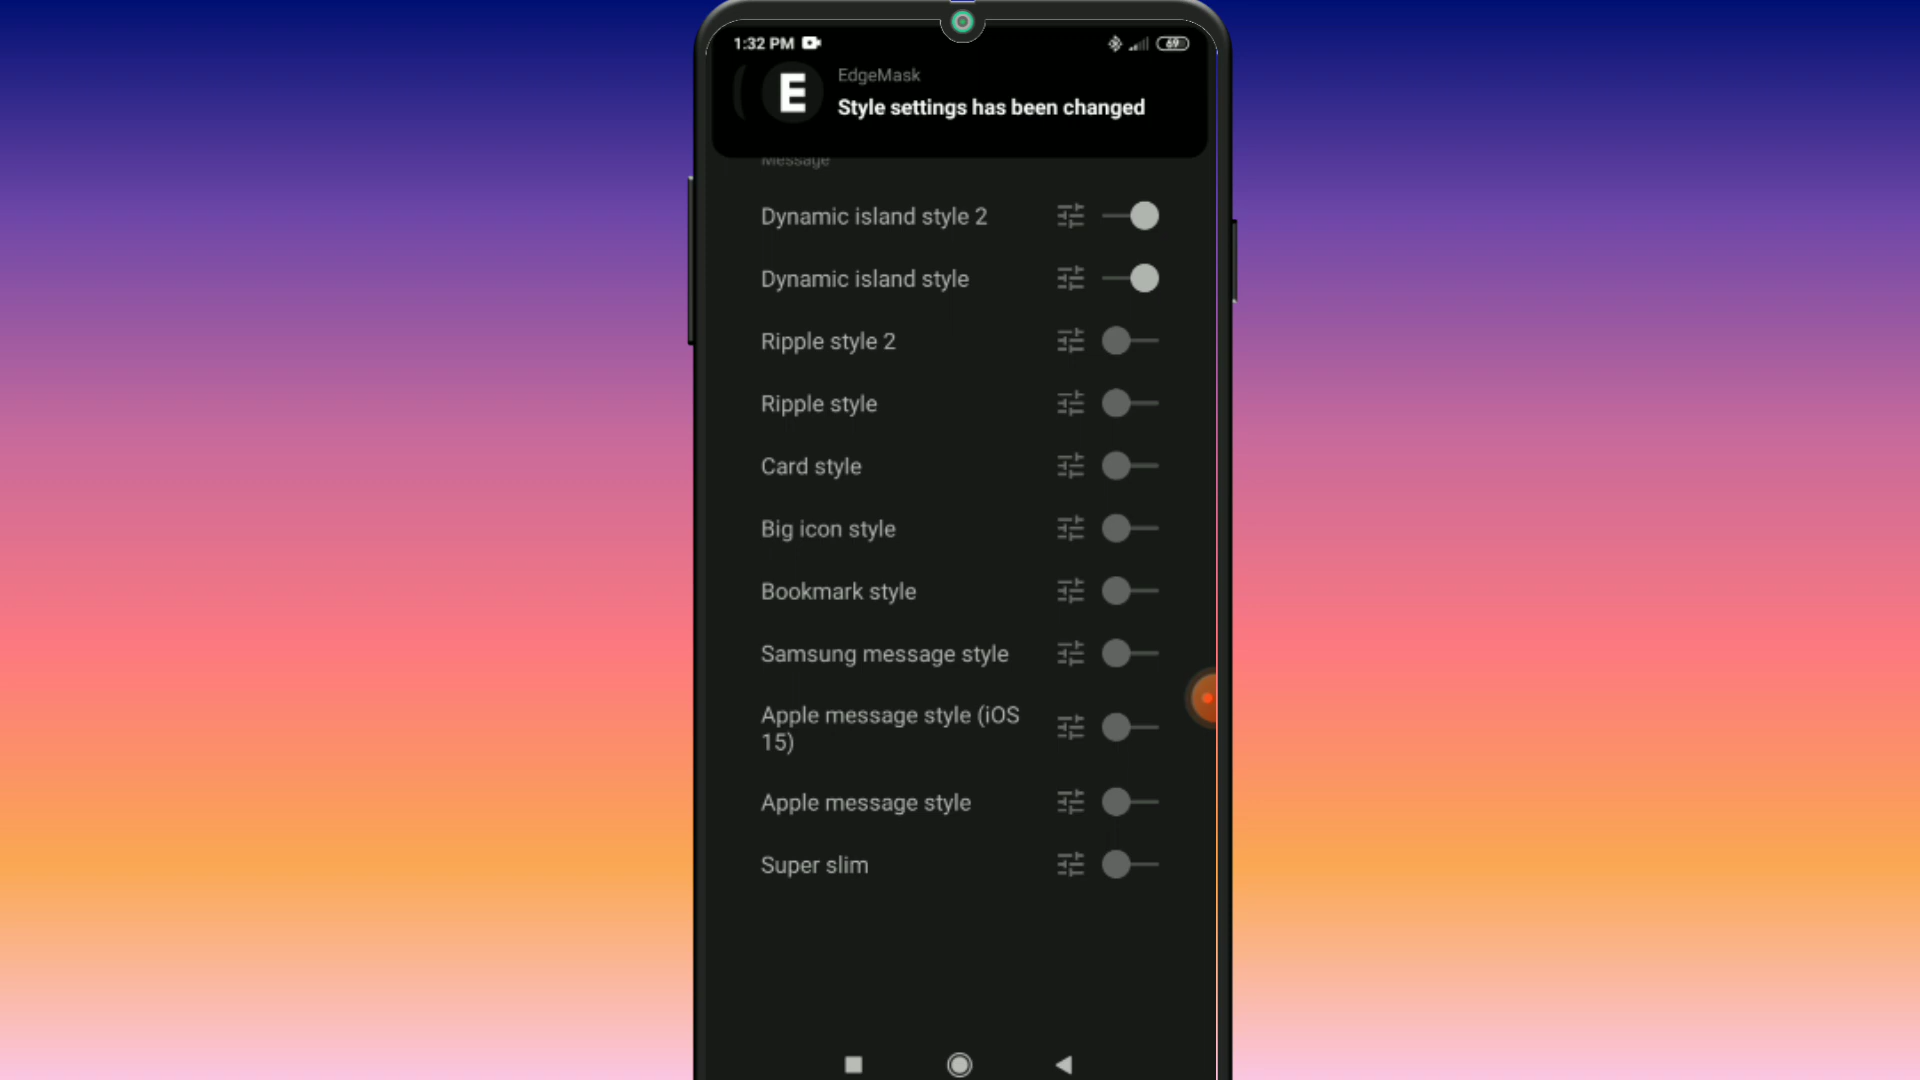 1:32 PM
69
E
EdgeMask
Style settings has been changed
Message
Dynamic island style 2
Dynamic island style
Ripple style 2
Ripple style
Card style
Big icon style
Bookmark style
Samsung message style
Apple message style (iOS
15)
Apple message style
Super slim